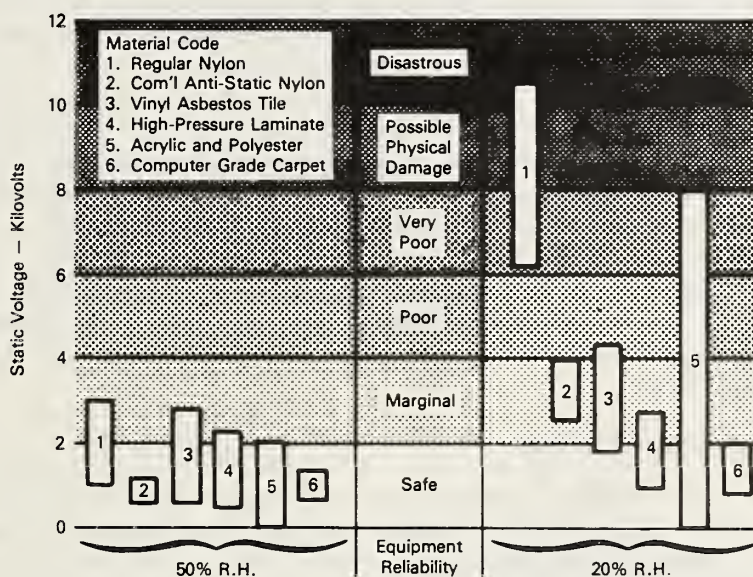 12
10
8
6
4
2
0
Static Voltage — Kilovolts
Material Code
1. Regular Nylon
2. Com'l Anti-Static Nylon
3. Vinyl Asbestos Tile
4. High-Pressure Laminate
5. Acrylic and Polyester
6. Computer Grade Carpet
Disastrous
Possible
Physical
Damage
Very
Poor
Poor
Marginal
Safe
Equipment
Reliability
1
2
3
4
5
6
50% R.H.
1
2
3
4
5
6
20% R.H.